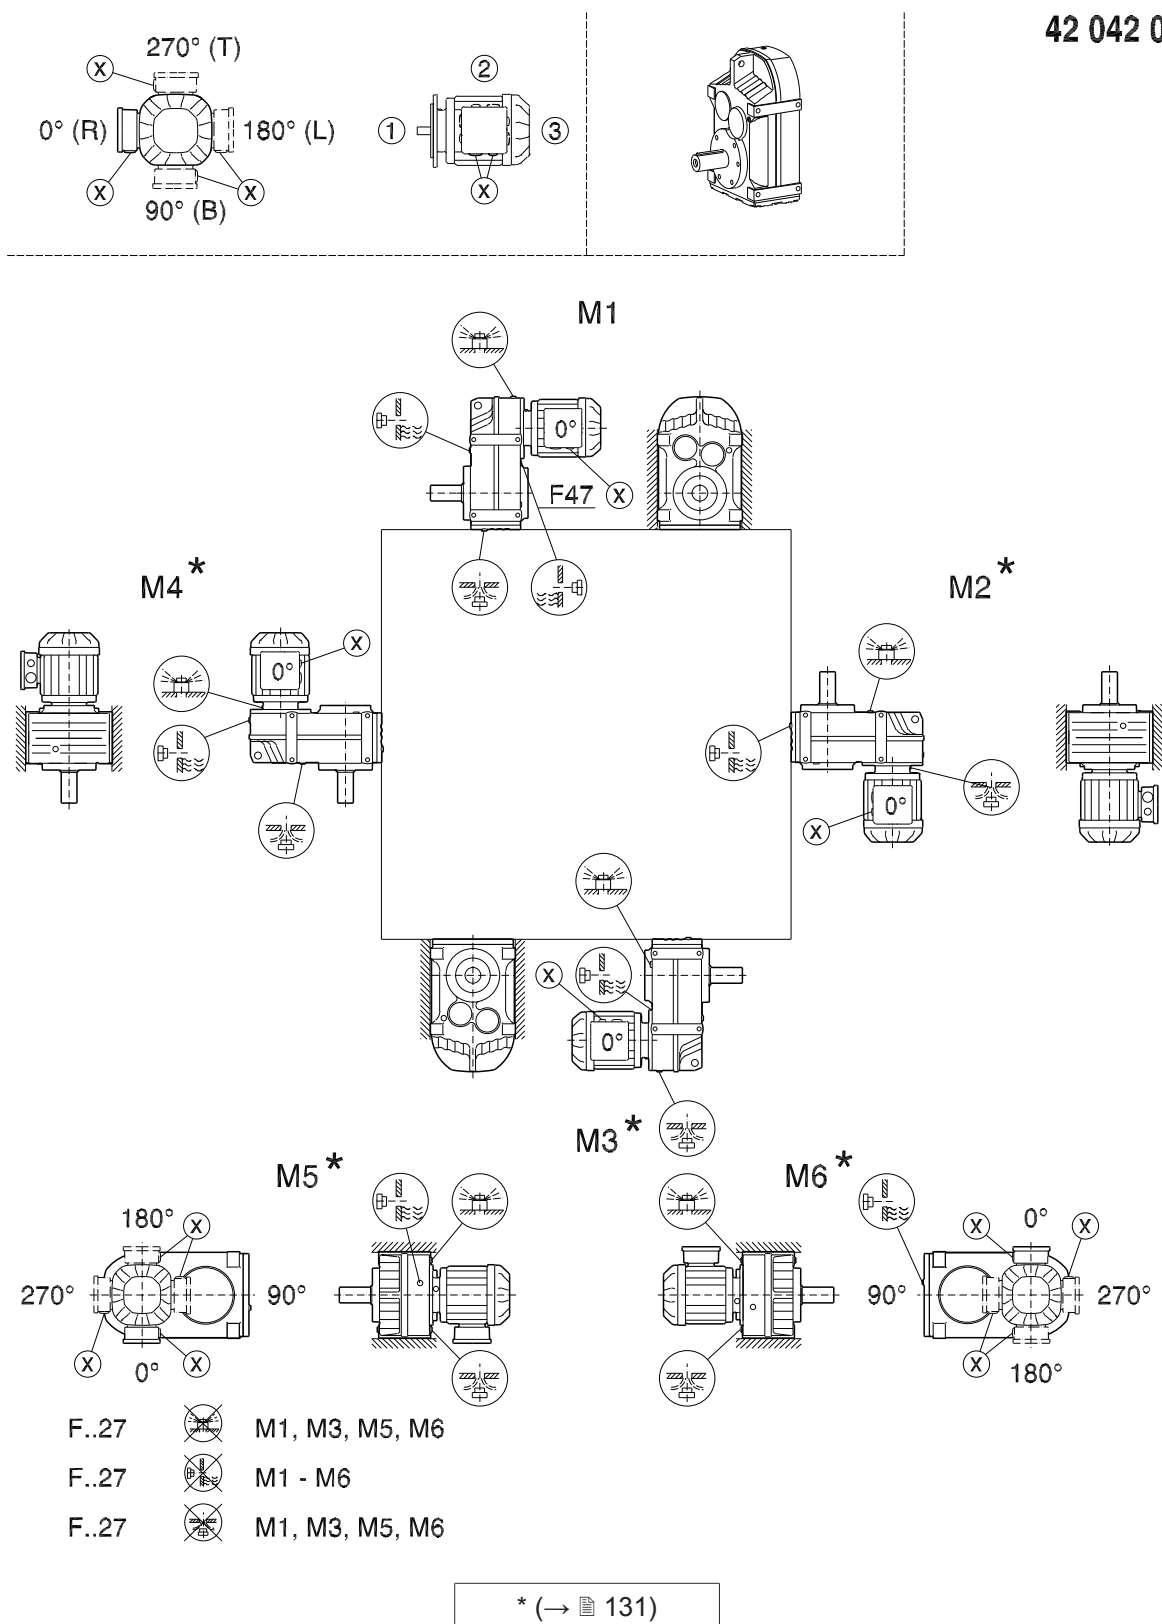 42 042 0
270° (T)
X
0° (R)
180° (L)
X
X
90° (B)
2
1
3
X
M1
0°
F47
X
M4*
M2*
X
0°
0°
X
X
0°
M3*
M5*
M6*
180°
X
X
270°
90°
X
0°
X
0°
X
X
90°
270°
X
180°
F..27 M1, M3, M5, M6
F..27 M1 - M6
F..27 M1, M3, M5, M6
* (→ 131)